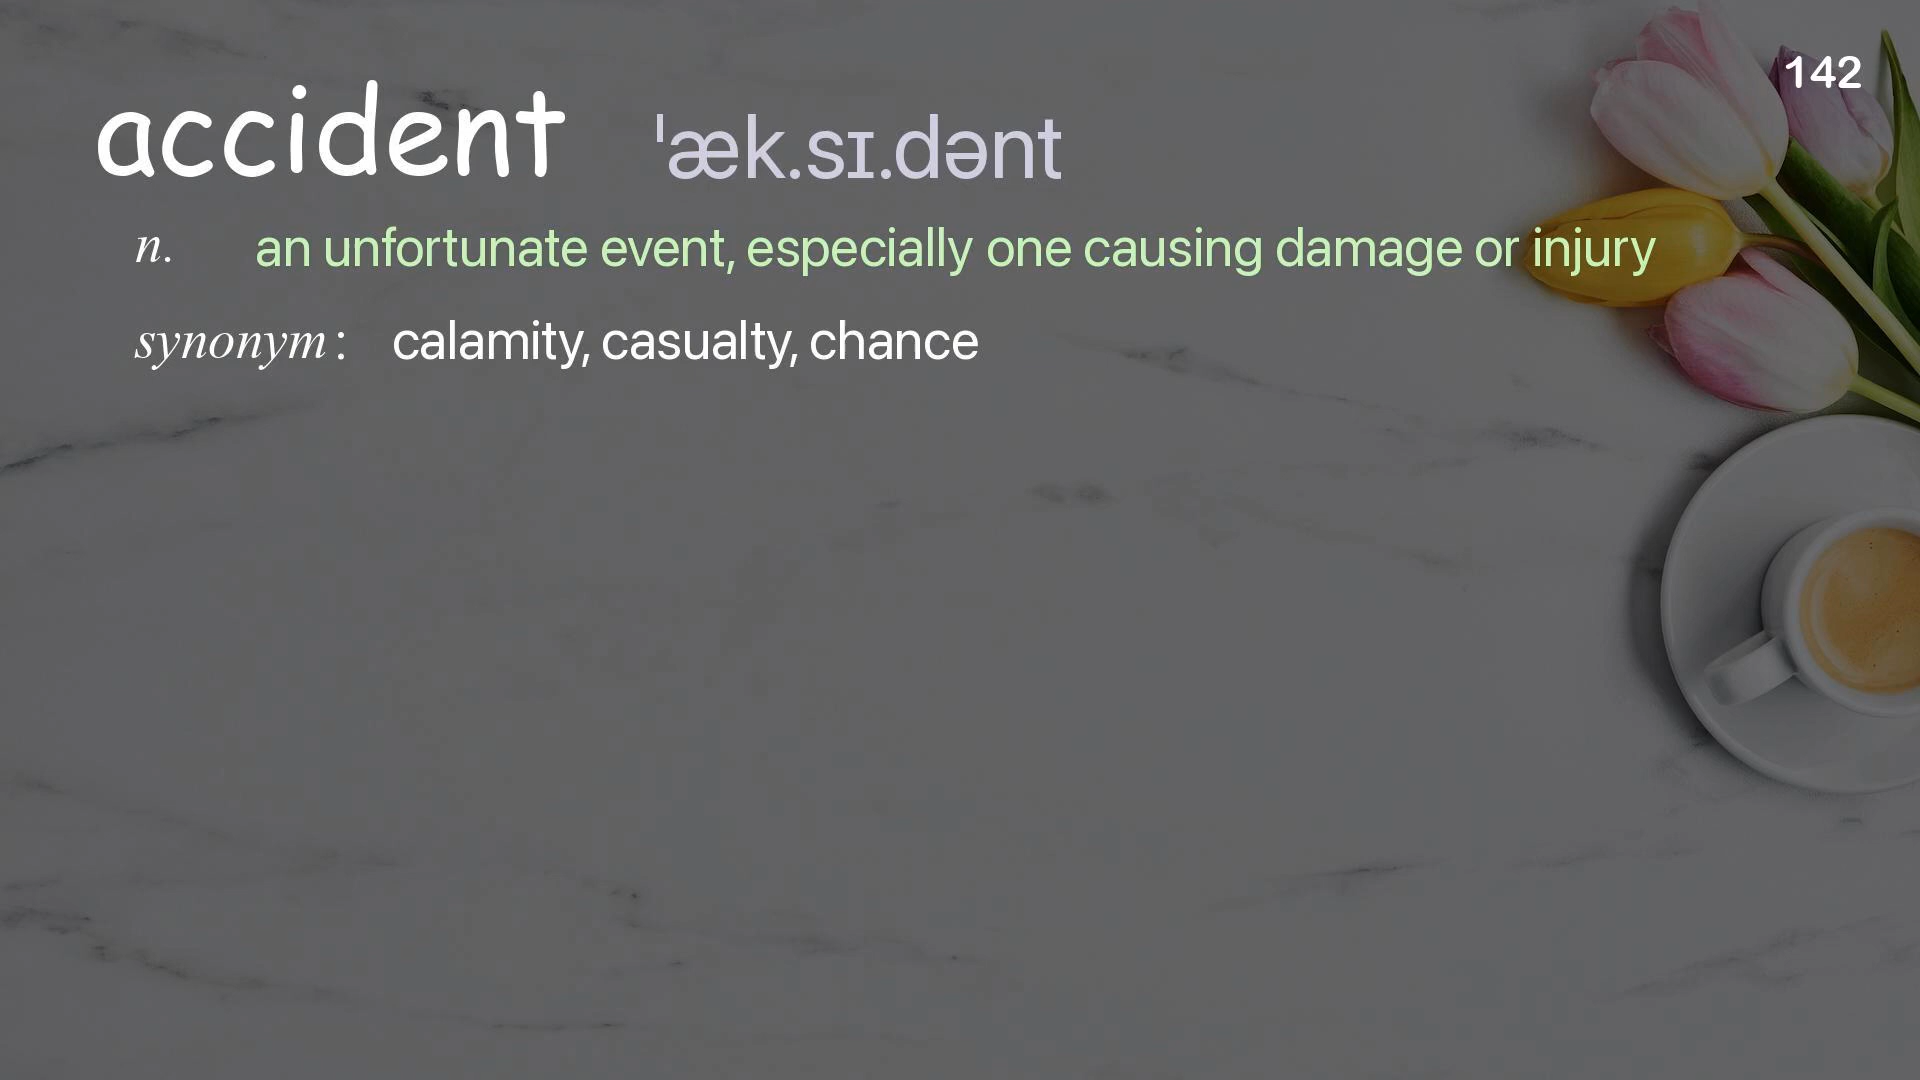 142
accident ˈæk.sɪ.dənt
n. an unfortunate event, especially one causing damage or injury
synonym: calamity, casualty, chance